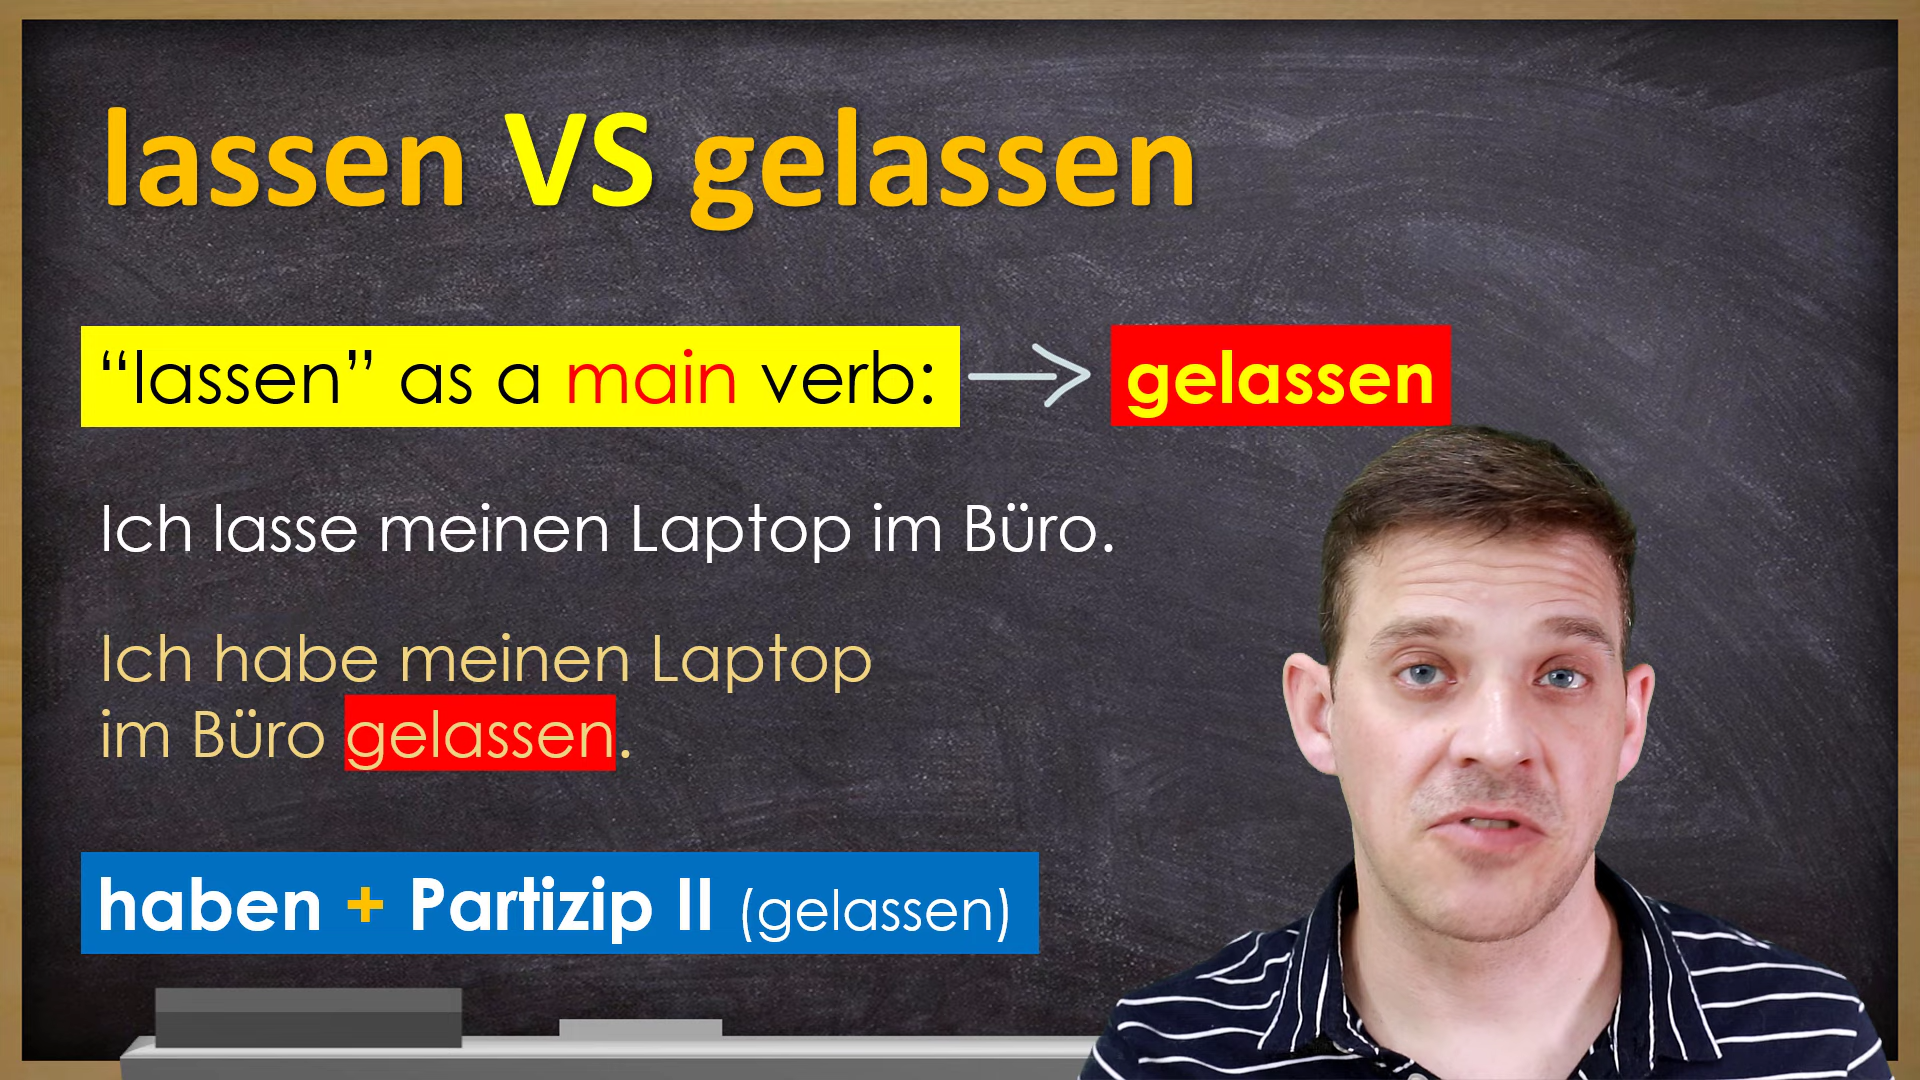 lassen VS gelassen
“lassen” as a main verb: → gelassen
Ich lasse meinen Laptop im Büro.
Ich habe meinen Laptop
im Büro gelassen.
haben + Partizip II (gelassen)